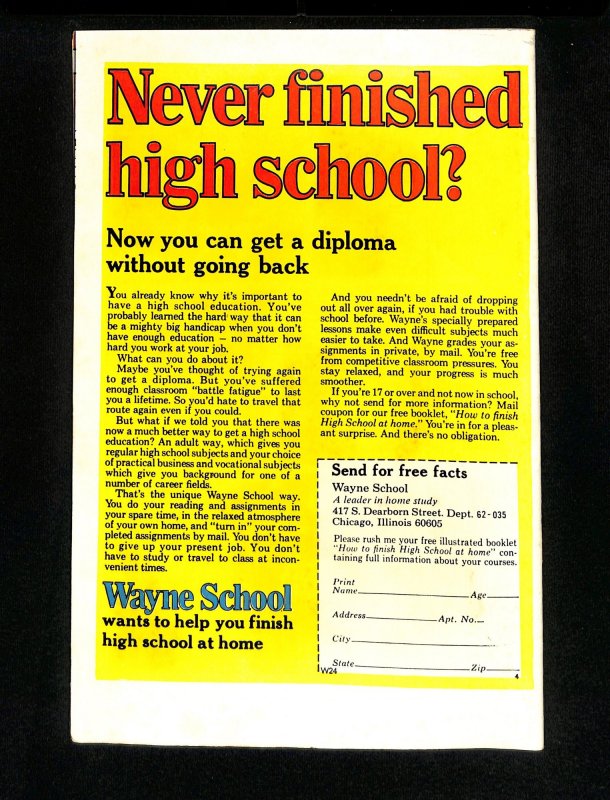 Never finished
high school?
Now you can get a diploma
without going back
You already know why it's important to
have a high school education. You've
probably learned the hard way that it can
be a mighty big handicap when you don't
have enough education – no matter how
hard you work at your job.
What can you do about it?
Maybe you've thought of trying again
to get a diploma. But you've suffered
enough classroom "battle fatigue" to last
you a lifetime. So you'd hate to travel that
route again even if you could.
But what if we told you that there was
now a much better way to get a high school
education? An adult way, which gives you
regular high school subjects and your choice
of practical business and vocational subjects
which give you background for one of a
number of career fields.
That's the unique Wayne School way.
You do your reading and assignments in
your spare time, in the relaxed atmosphere
of your own home, and "turn in" your com-
pleted assignments by mail. You don't have
to give up your present job. You don't
have to study or travel to class at incon-
venient times.
Wayne School
wants to help you finish
high school at home
And you needn't be afraid of dropping
out all over again, if you had trouble with
school before. Wayne's specially prepared
lessons make even difficult subjects much
easier to take. And Wayne grades your as-
signments in private, by mail. You're free
from competitive classroom pressures. You
stay relaxed, and your progress is much
smoother.
If you're 17 or over and not now in school,
why not send for more information? Mail
coupon for our free booklet, "How to finish
High School at home." You're in for a pleas-
ant surprise. And there's no obligation.
Send for free facts
Wayne School
A leader in home study
417 S. Dearborn Street. Dept. 62-035
Chicago, Illinois 60605
Please rush me your free illustrated booklet
"How to finish High School at home" con-
taining full information about your courses.
Print
Name Age
Address Apt. No.
City
State Zip
W24 4